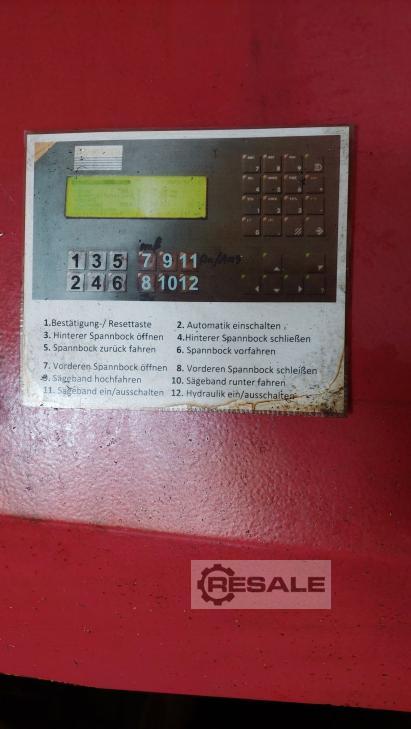 1 3 5 7 9 11
2 4 6 8 10 12
1.Bestätigung-/ Resettaste 2. Automatik einschalten
3. Hinterer Spannbock öffnen 4.Hinterer Spannbock schließen
5. Spannbock zurück fahren 6. Spannbock vorfahren
7. Vorderen Spannbock öffnen 8. Vorderen Spannbock schleißen
9. Sägeband hochfahren 10. Sägeband runter fahren
11. Sägeband ein/ausschalten 12. Hydraulik ein/ausschalten
RESALE